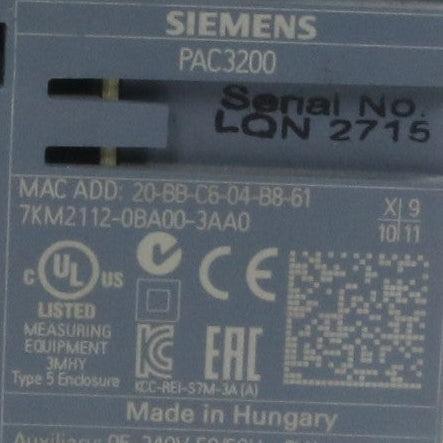 SIEMENS
PAC3200
Serial No.
LQN 2715
MAC ADD: 20-BB-C6-04-B8-61
7KM2112-0BA00-3AA0
X 9
10 11
C UL US
LISTED
MEASURING
EQUIPMENT
3MHY
Type 5 Enclosure
CE
EAC
KCC-REI-S7M-3A (A)
Made in Hungary